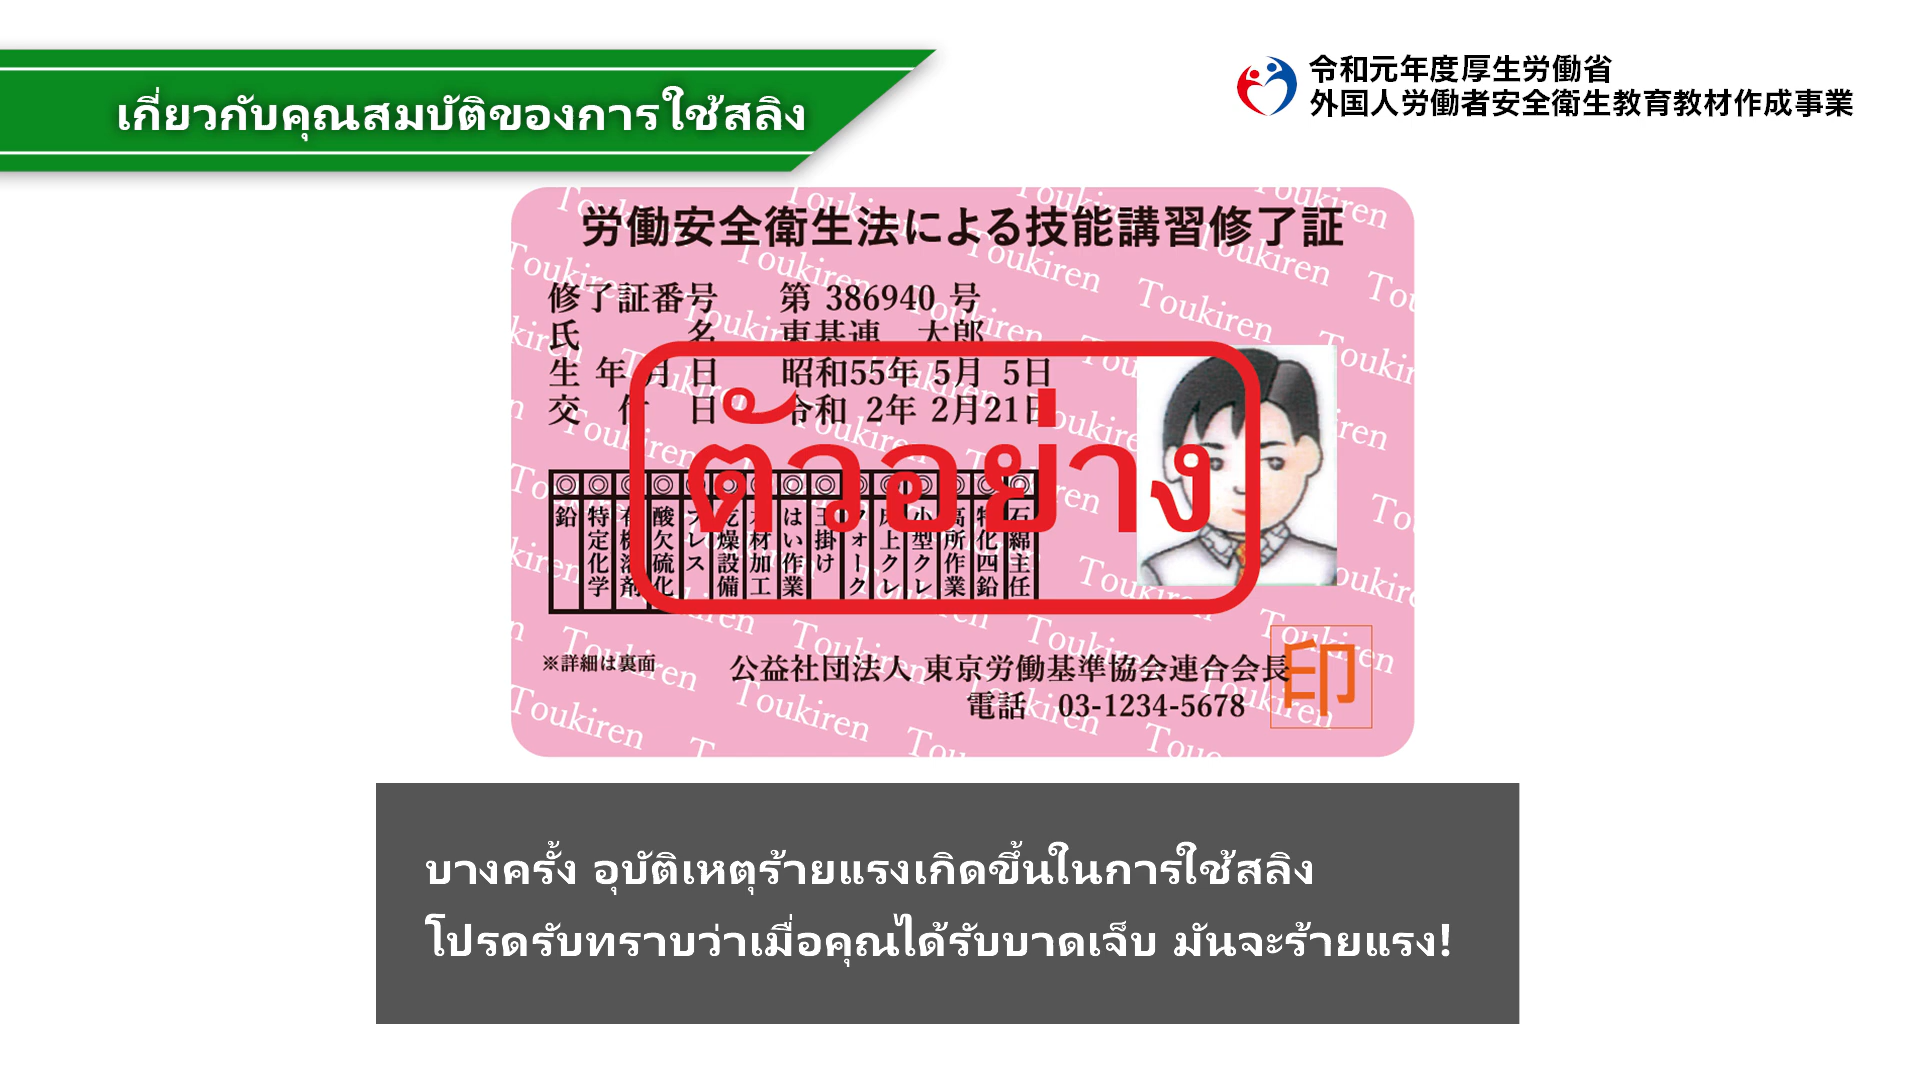 เกี่ยวกับคุณสมบัติของการใช้สลิง
令和元年度厚生労働省
外国人労働者安全衛生教育教材作成事業
労働安全衛生法による技能講習修了証
修了証番号 第 386940 号
氏 名 東基連 太郎
生年月日 昭和55年 5月 5日
交付日 令和 2年 2月21日
ตัวอย่าง
鉛
特定化学
有機溶剤
酸欠硫化
プレス
乾燥設備
木材加工
はい作業
玉掛け
フォーク
床上クレ
小型クレ
高所作業
特化四鉛
石綿主任
※詳細は裏面
公益社団法人 東京労働基準協会連合会長
印
電話 03-1234-5678
บางครั้ง อุบัติเหตุร้ายแรงเกิดขึ้นในการใช้สลิง
โปรดรับทราบว่าเมื่อคุณได้รับบาดเจ็บ มันจะร้ายแรง!